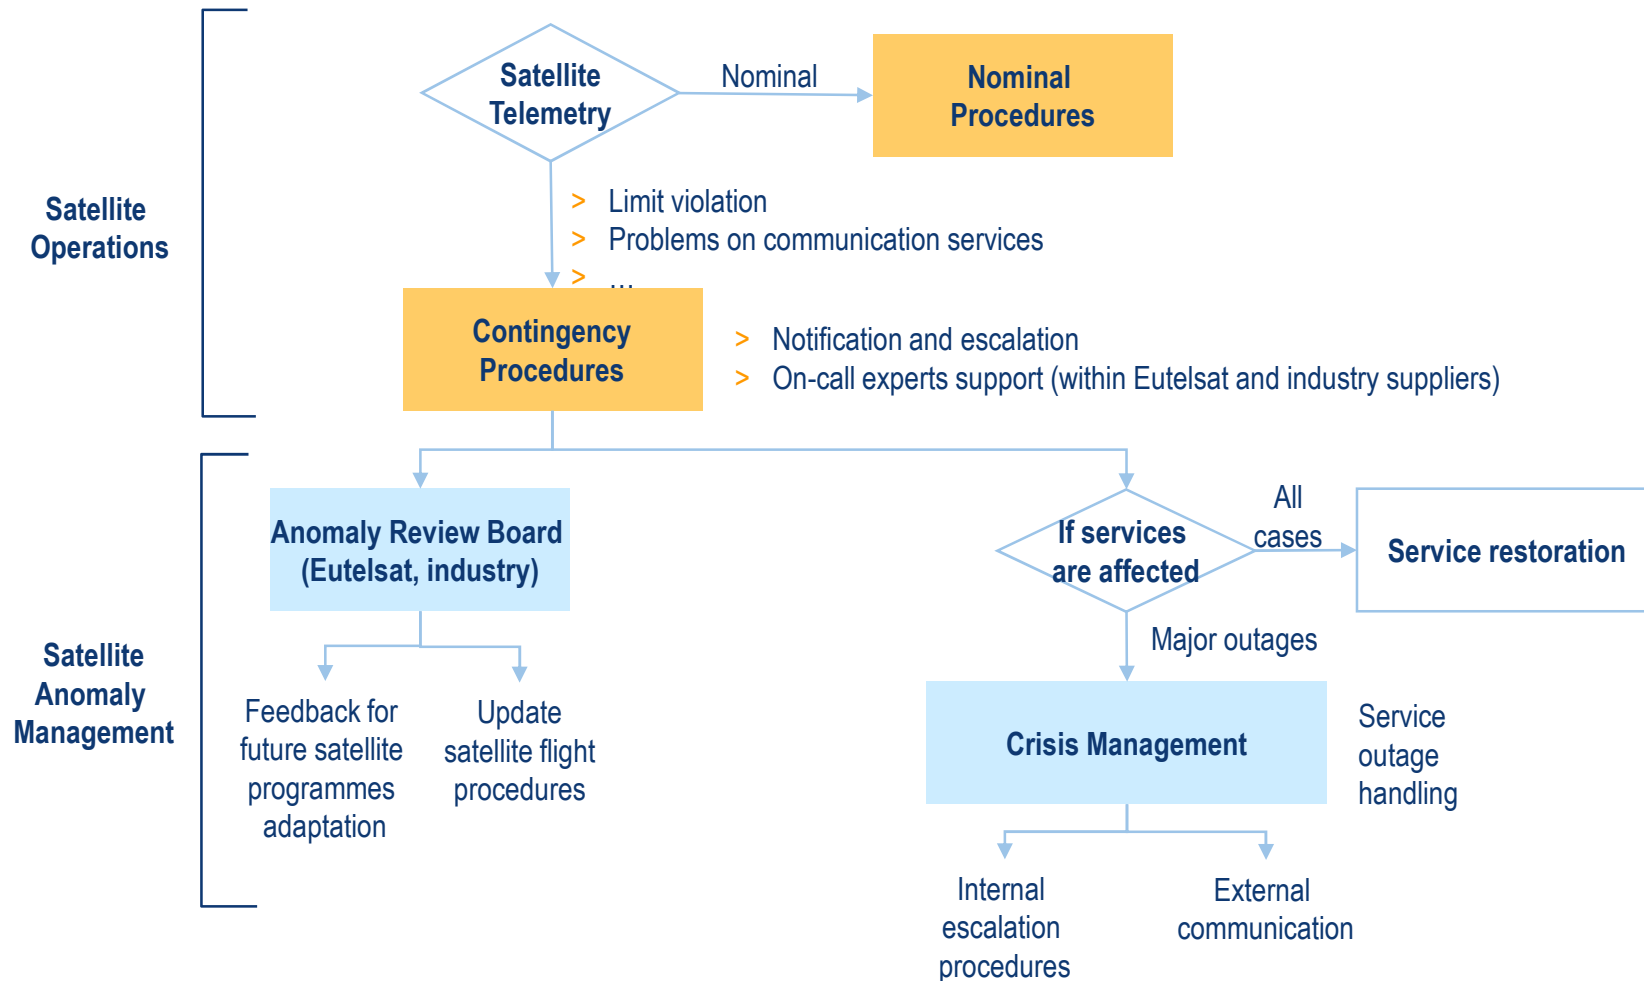 Satellite
Telemetry
Nominal
Nominal
Procedures
Satellite
Operations
> Limit violation
> Problems on communication services
> ...
Contingency
Procedures
> Notification and escalation
> On-call experts support (within Eutelsat and industry suppliers)
Satellite
Anomaly
Management
Anomaly Review Board
(Eutelsat, industry)
If services
are affected
All
cases
Service restoration
Major outages
Feedback for
future satellite
programmes
adaptation
Update
satellite flight
procedures
Crisis Management
Service
outage
handling
Internal
escalation
procedures
External
communication